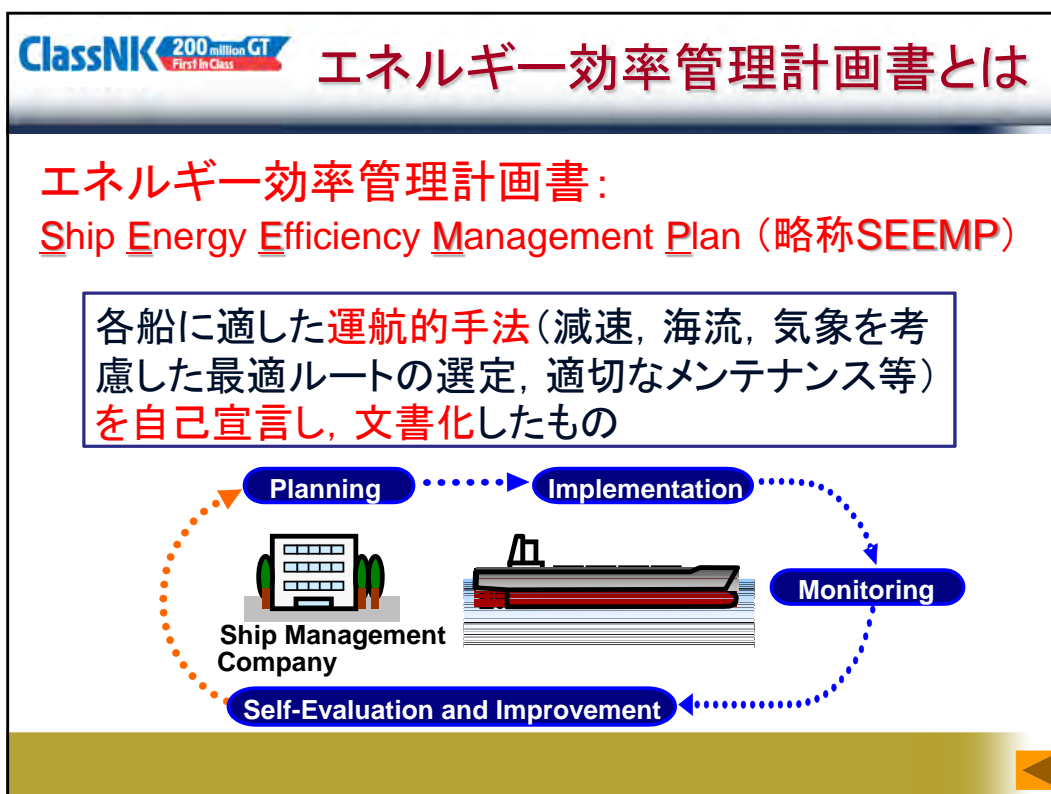 ClassNK 200 million GT
First In Class
エネルギー効率管理計画書とは
エネルギー効率管理計画書：
Ship Energy Efficiency Management Plan（略称SEEMP）
各船に適した運航的手法（減速，海流，気象を考
慮した最適ルートの選定，適切なメンテナンス等）
を自己宣言し，文書化したもの
Planning
Implementation
Monitoring
Ship Management
Company
Self-Evaluation and Improvement